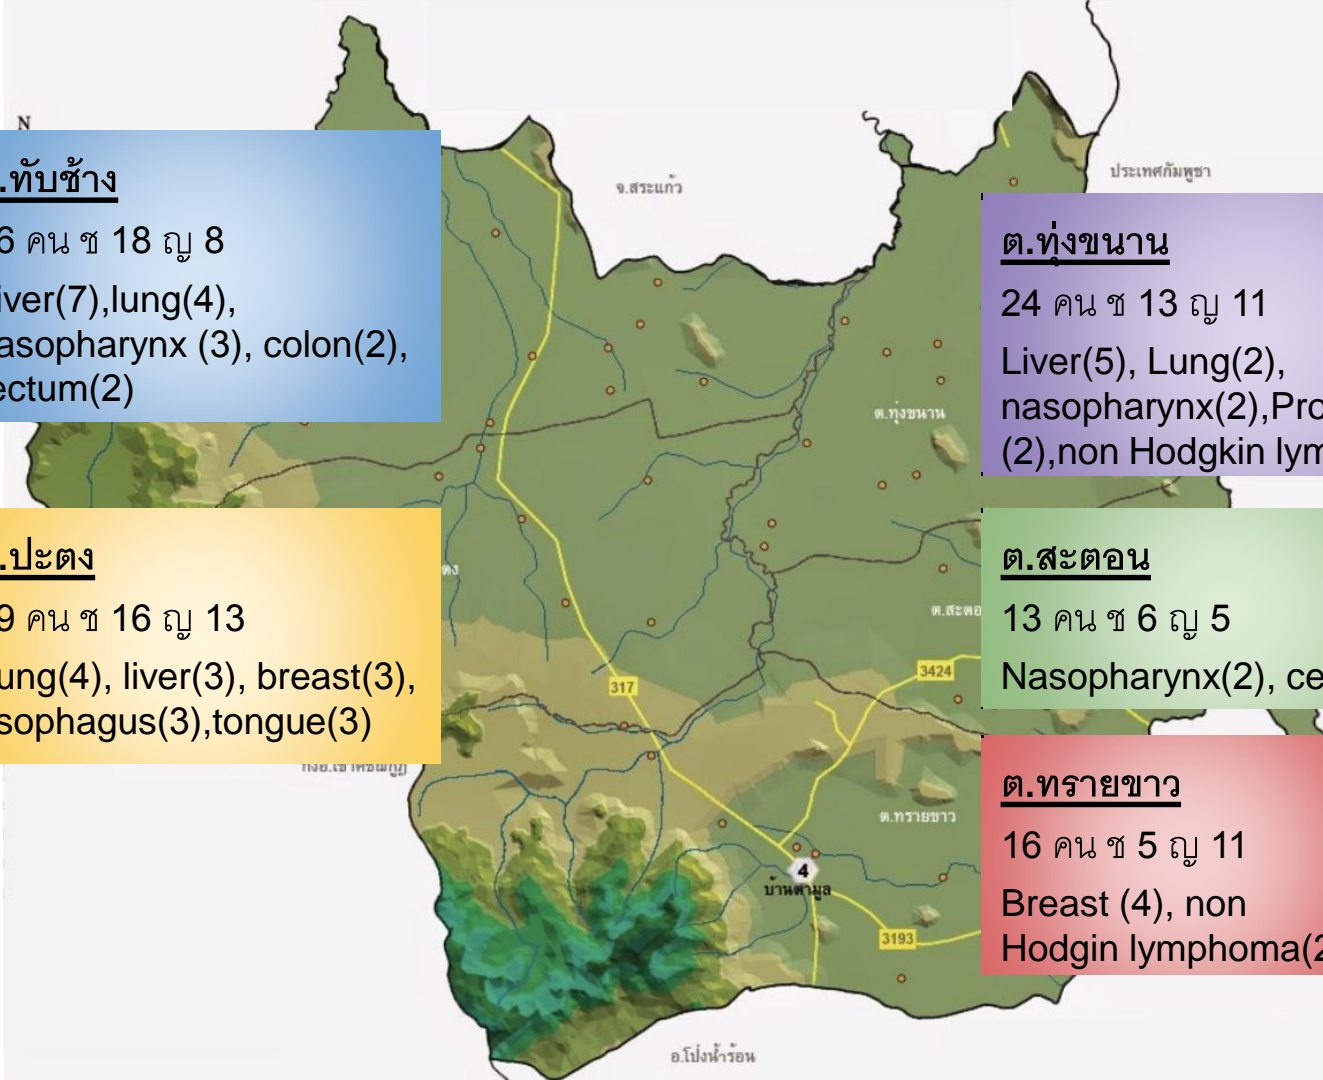 N
จ.สระแก้ว
ประเทศกัมพูชา
.ทับช้าง
6 คน ช 18 ญ 8
iver(7),lung(4),
asopharynx (3), colon(2),
ectum(2)
ต.ทุ่งขนาน
24 คน ช 13 ญ 11
Liver(5), Lung(2),
nasopharynx(2),Pro
(2),non Hodgkin lym
ต.ทุ่งขนาน
.ปะตง
9 คน ช 16 ญ 13
ung(4), liver(3), breast(3),
sophagus(3),tongue(3)
ตง
ต.สะตอ
ต.สะตอน
13 คน ช 6 ญ 5
Nasopharynx(2), ce
317
3424
ต.ทรายขาว
ต.ทรายขาว
16 คน ช 5 ญ 11
Breast (4), non
Hodgin lymphoma(2
4
บ้านตามูล
3193
อ.โป่งน้ำร้อน